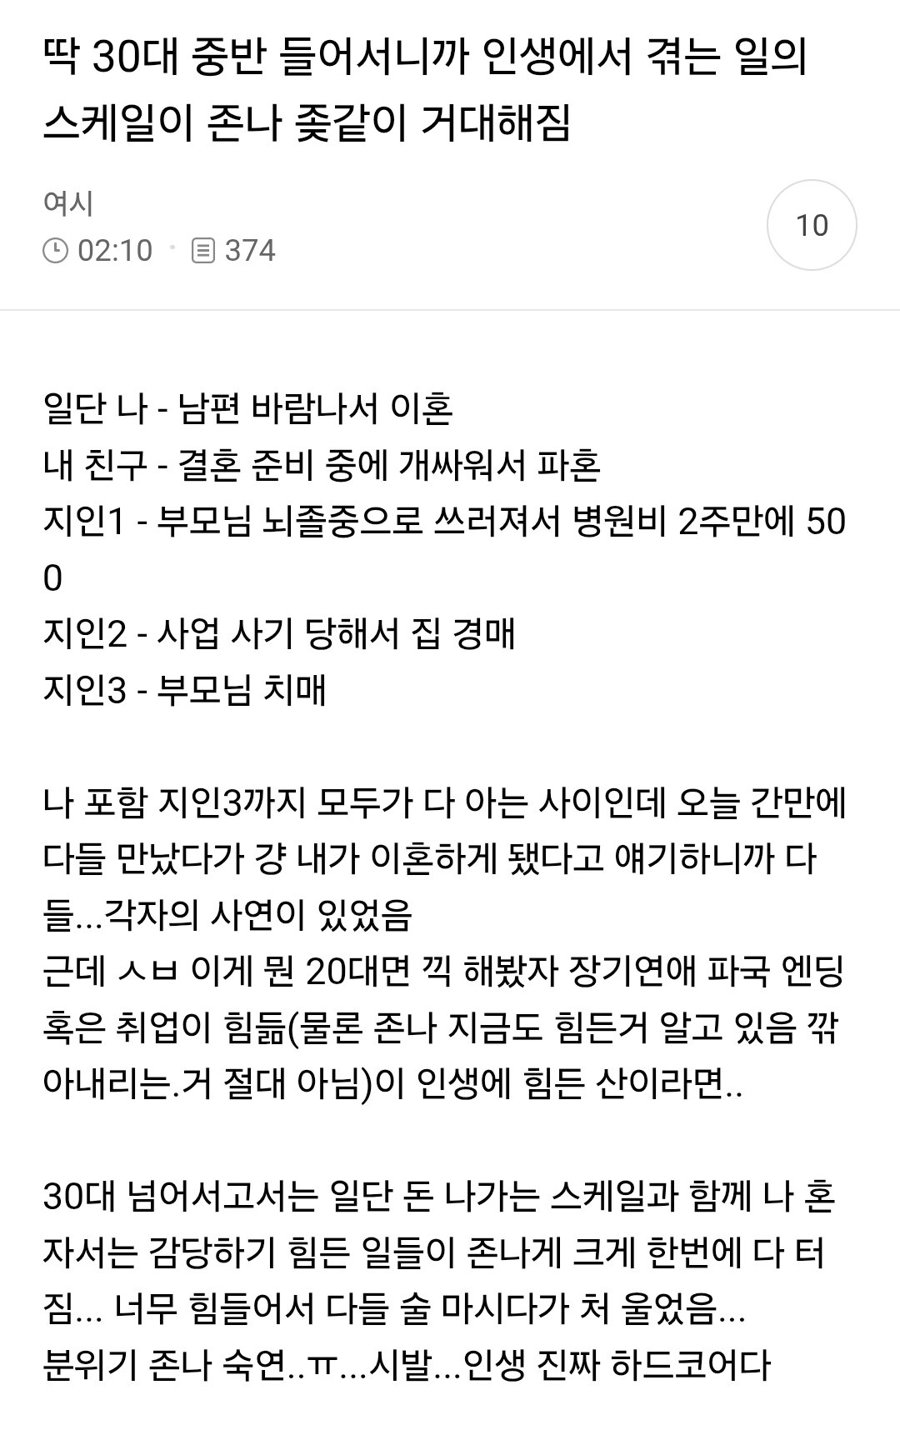 딱 30대 중반 들어서니까 인생에서 겪는 일의
스케일이 존나 좆같이 거대해짐
여시
02:10 · 374
10
일단 나 - 남편 바람나서 이혼
내 친구 - 결혼 준비 중에 개싸워서 파혼
지인1 - 부모님 뇌졸중으로 쓰러져서 병원비 2주만에 50
0
지인2 - 사업 사기 당해서 집 경매
지인3 - 부모님 치매
나 포함 지인3까지 모두가 다 아는 사이인데 오늘 간만에
다들 만났다가 걍 내가 이혼하게 됐다고 얘기하니까 다
들...각자의 사연이 있었음
근데 ㅅㅂ 이게 뭔 20대면 끽 해봤자 장기연애 파국 엔딩
혹은 취업이 힘듦(물론 존나 지금도 힘든거 알고 있음 깎
아내리는.거 절대 아님)이 인생에 힘든 산이라면..
30대 넘어서고서는 일단 돈 나가는 스케일과 함께 나 혼
자서는 감당하기 힘든 일들이 존나게 크게 한번에 다 터
짐... 너무 힘들어서 다들 술 마시다가 처 울었음...
분위기 존나 숙연..ㅠ...시발...인생 진짜 하드코어다